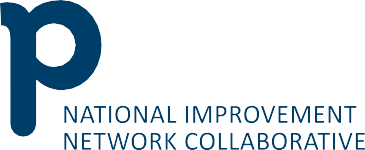 p
NATIONAL IMPROVEMENT
NETWORK COLLABORATIVE